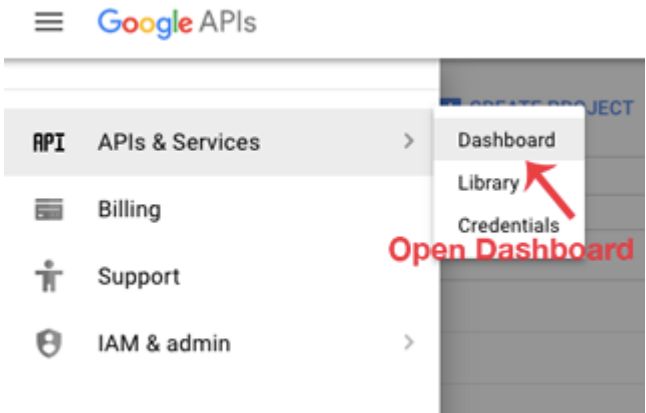 Google APIs
CREATE PROJECT
API APIs & Services
Dashboard
Library
Billing
Credentials
Open Dashboard
Support
IAM & admin